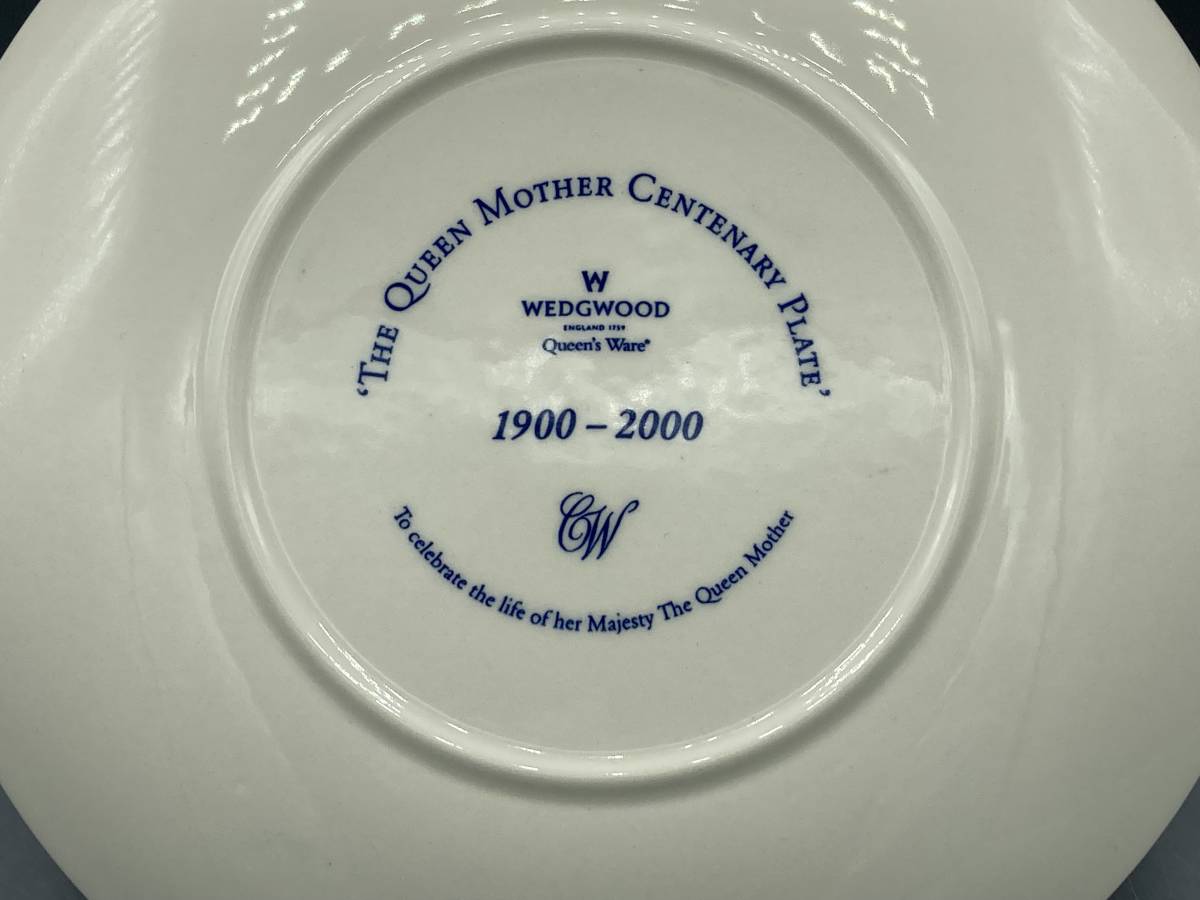 ‘THE QUEEN MOTHER CENTENARY PLATE’
W
WEDGWOOD
ENGLAND 1759
Queen's Ware®
1900 – 2000
CW
To celebrate the life of her Majesty The Queen Mother